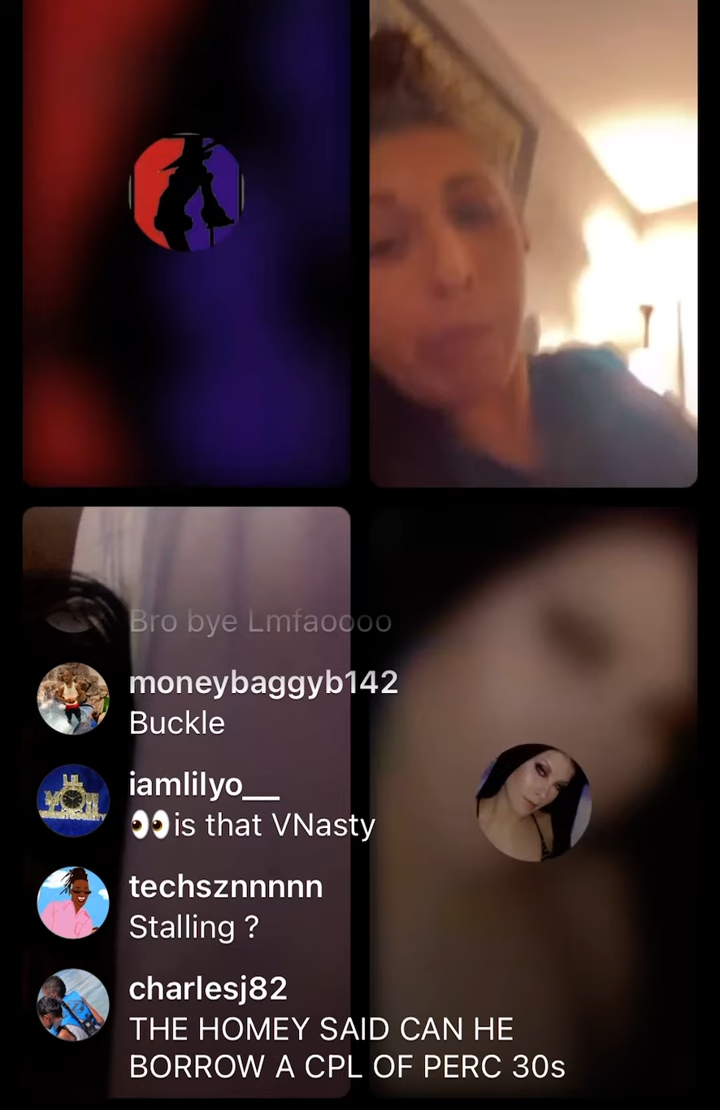 Bro bye Lmfaoooo
moneybaggyb142
Buckle
iamlilyo__
👀is that VNasty
techsznnnnn
Stalling ?
charlesj82
THE HOMEY SAID CAN HE
BORROW A CPL OF PERC 30s